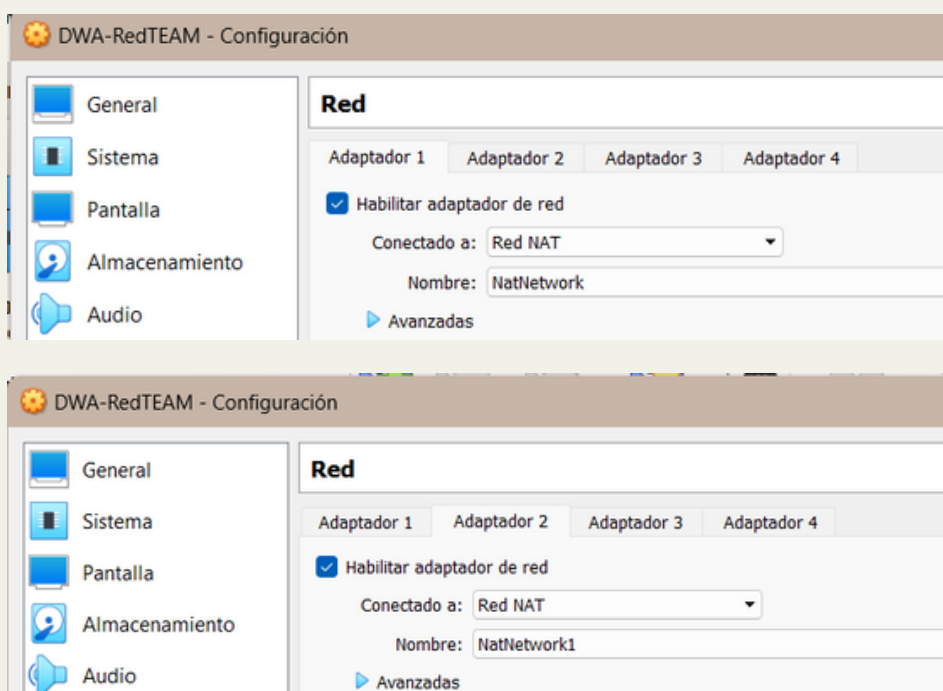 DWA-RedTEAM - Configuración
General
Sistema
Pantalla
Almacenamiento
Audio
Red
Adaptador 1 Adaptador 2 Adaptador 3 Adaptador 4
Habilitar adaptador de red
Conectado a: Red NAT
Nombre: NatNetwork
Avanzadas
DWA-RedTEAM - Configuración
General
Sistema
Pantalla
Almacenamiento
Audio
Red
Adaptador 1 Adaptador 2 Adaptador 3 Adaptador 4
Habilitar adaptador de red
Conectado a: Red NAT
Nombre: NatNetwork1
Avanzadas